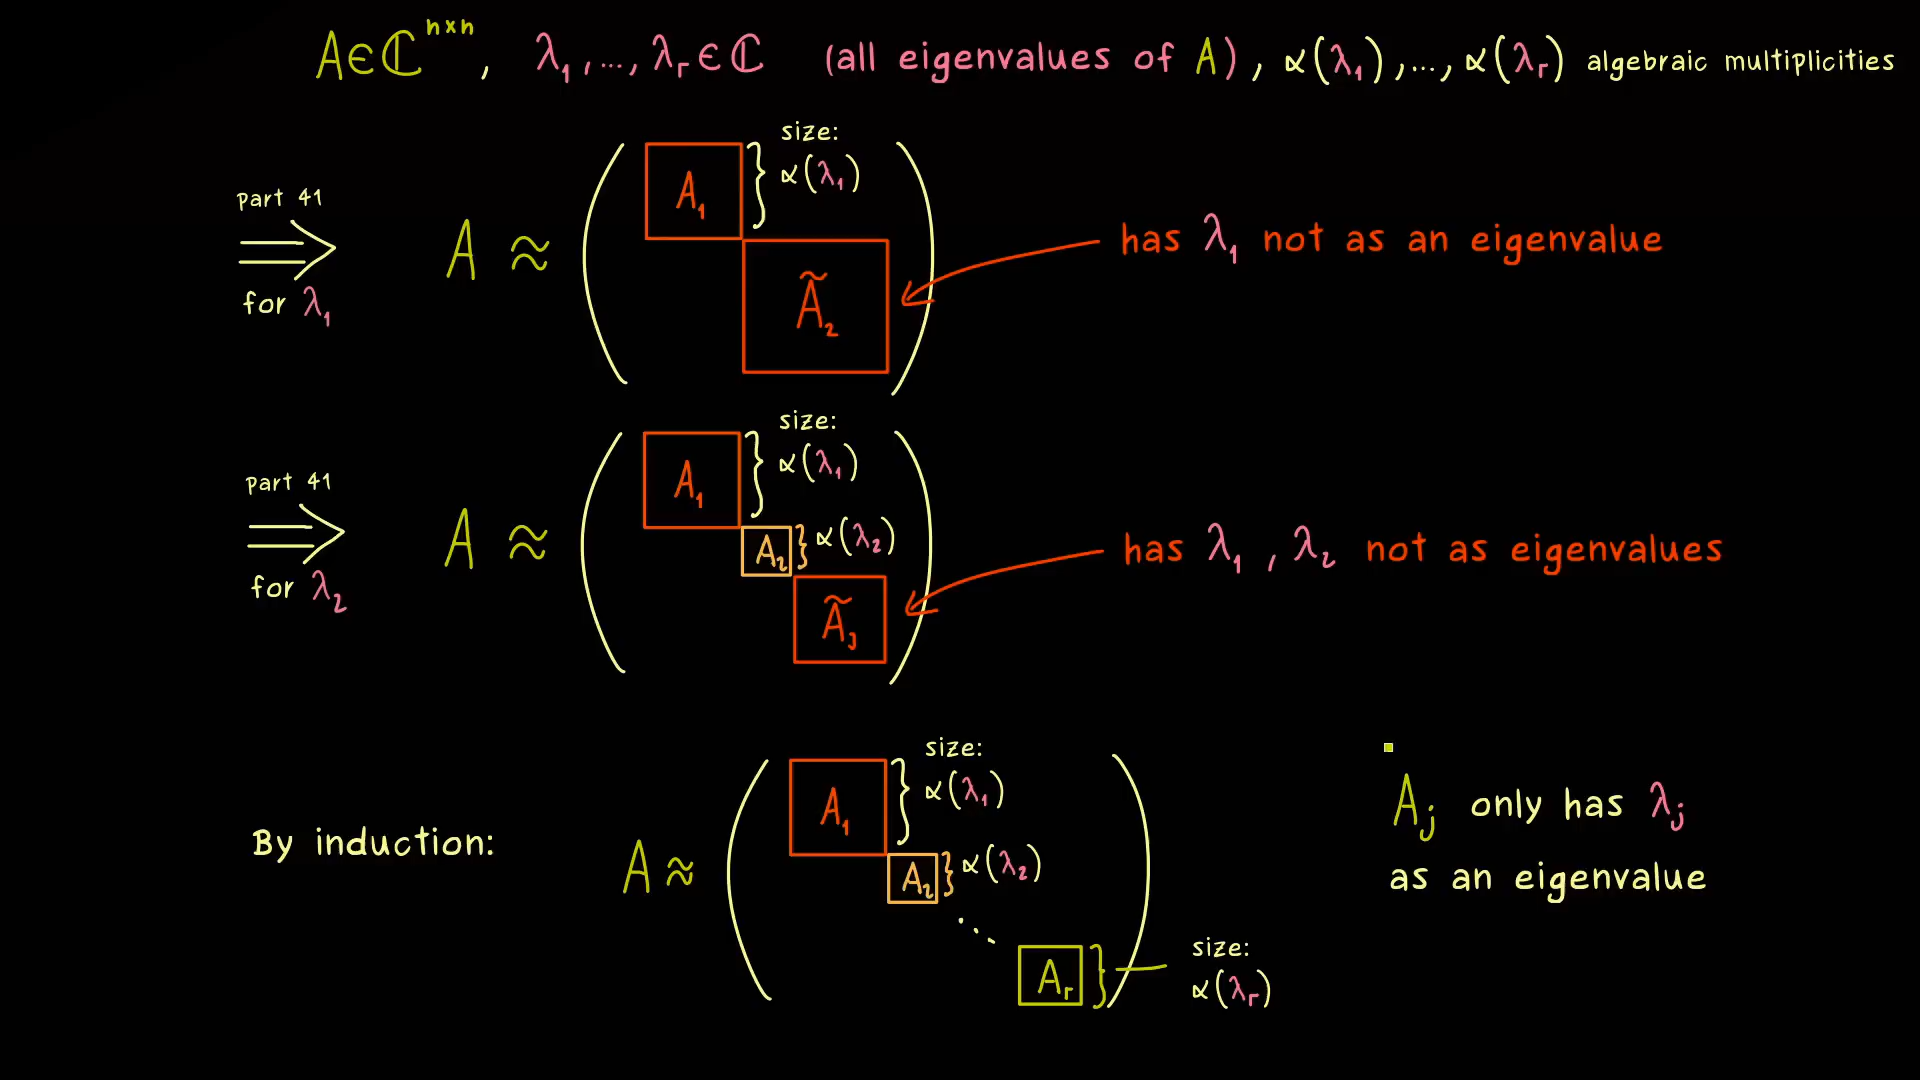 A ∈ ℂⁿˣⁿ , λ₁ , ... , λᵣ ∈ ℂ (all eigenvalues of A) , α(λ₁) , ... , α(λᵣ) algebraic multiplicities
size:
A₁ } α(λ₁)
part 41
⟹ A ≈ has λ₁ not as an eigenvalue
for λ₁
Ã₂
size:
A₁ } α(λ₁)
part 41
⟹ A ≈ A₂ } α(λ₂) has λ₁ , λ₂ not as eigenvalues
for λ₂
Ãⱼ
size:
A₁ } α(λ₁)
Aⱼ only has λⱼ
By induction: A ≈ A₂ } α(λ₂) as an eigenvalue
⋱
size:
Aᵣ } α(λᵣ)